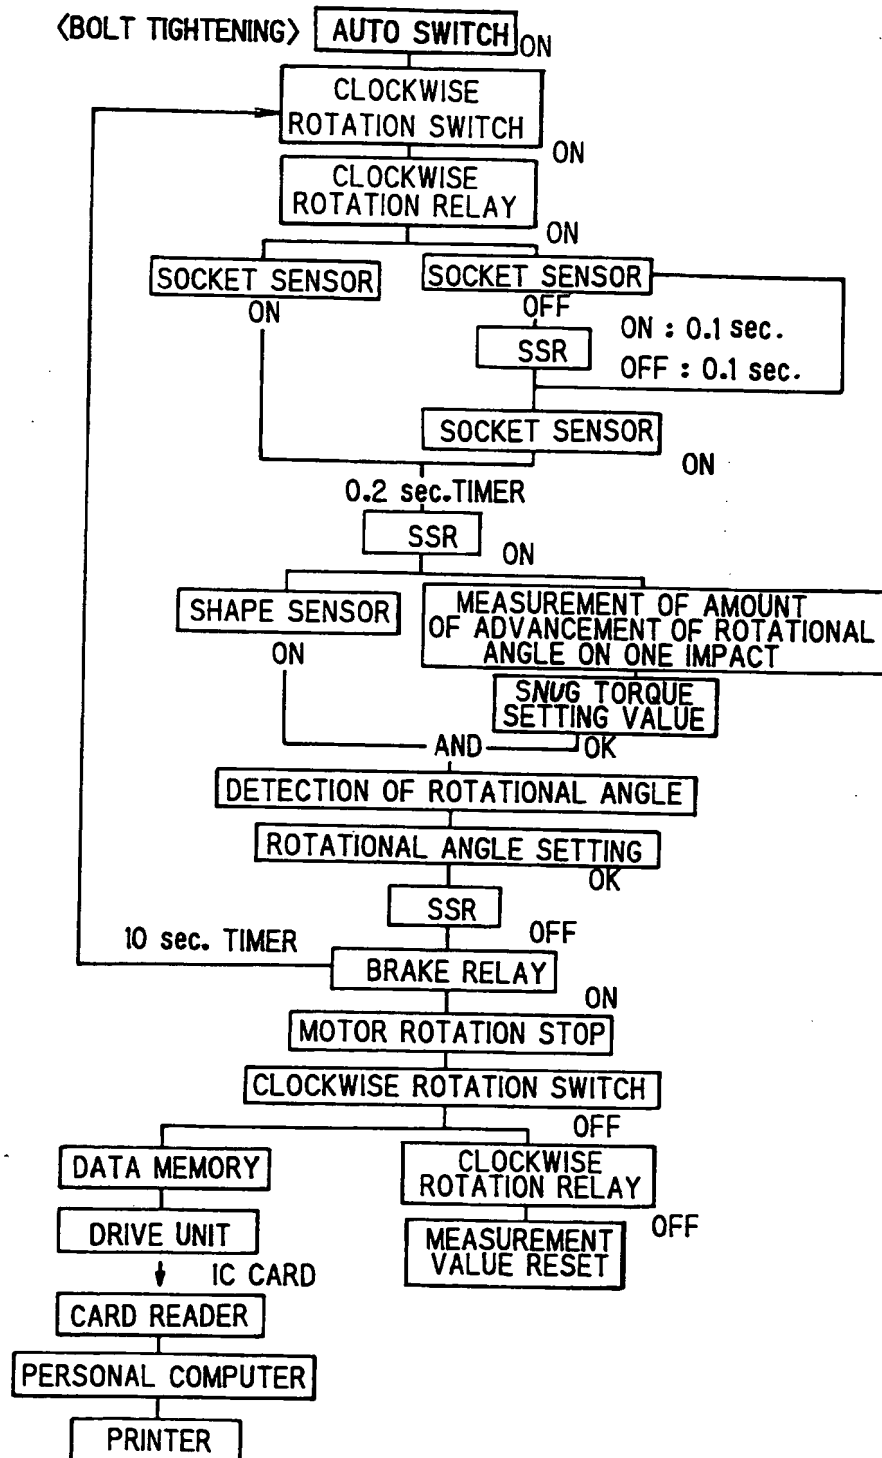 〈BOLT TIGHTENING〉 AUTO SWITCH ON
CLOCKWISE
ROTATION SWITCH
ON
CLOCKWISE
ROTATION RELAY
ON
SOCKET SENSOR
ON
SOCKET SENSOR
OFF
SSR
ON : 0.1 sec.
OFF : 0.1 sec.
SOCKET SENSOR
ON
0.2 sec. TIMER
SSR
ON
SHAPE SENSOR
ON
MEASUREMENT OF AMOUNT
OF ADVANCEMENT OF ROTATIONAL
ANGLE ON ONE IMPACT
SNUG TORQUE
SETTING VALUE
AND
OK
DETECTION OF ROTATIONAL ANGLE
ROTATIONAL ANGLE SETTING
OK
SSR
OFF
10 sec. TIMER
BRAKE RELAY
ON
MOTOR ROTATION STOP
CLOCKWISE ROTATION SWITCH
OFF
DATA MEMORY
DRIVE UNIT
IC CARD
CARD READER
PERSONAL COMPUTER
PRINTER
CLOCKWISE
ROTATION RELAY
OFF
MEASUREMENT
VALUE RESET